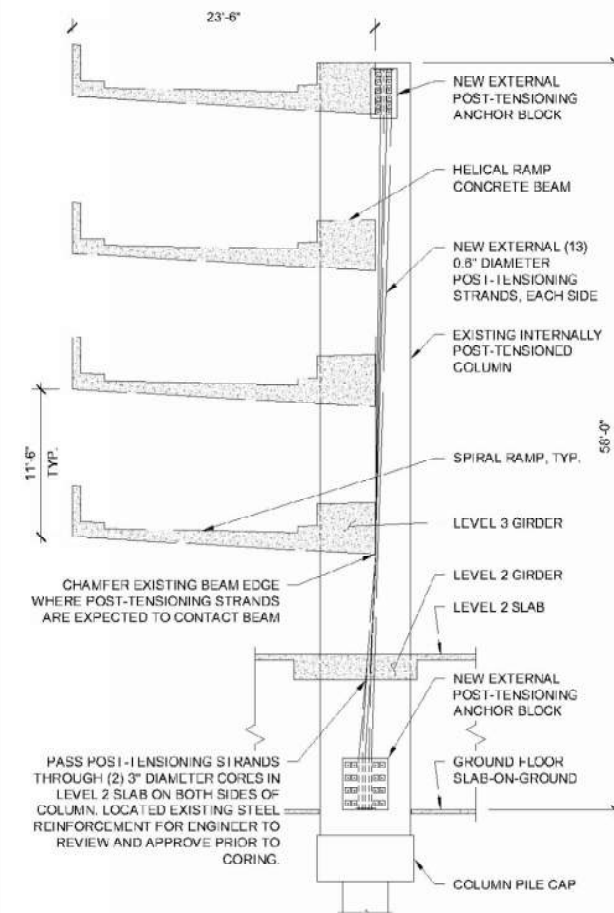 23'-6"
NEW EXTERNAL
POST-TENSIONING
ANCHOR BLOCK
HELICAL RAMP
CONCRETE BEAM
NEW EXTERNAL (13)
0.6" DIAMETER
POST-TENSIONING
STRANDS, EACH SIDE
EXISTING INTERNALLY
POST-TENSIONED
COLUMN
11'-6"
TYP.
58'-0"
SPIRAL RAMP, TYP.
LEVEL 3 GIRDER
CHAMFER EXISTING BEAM EDGE
WHERE POST-TENSIONING STRANDS
ARE EXPECTED TO CONTACT BEAM
LEVEL 2 GIRDER
LEVEL 2 SLAB
NEW EXTERNAL
POST-TENSIONING
ANCHOR BLOCK
PASS POST-TENSIONING STRANDS
THROUGH (2) 3" DIAMETER CORES IN
LEVEL 2 SLAB ON BOTH SIDES OF
COLUMN. LOCATED EXISTING STEEL
REINFORCEMENT FOR ENGINEER TO
REVIEW AND APPROVE PRIOR TO
CORING.
GROUND FLOOR
SLAB-ON-GROUND
COLUMN PILE CAP